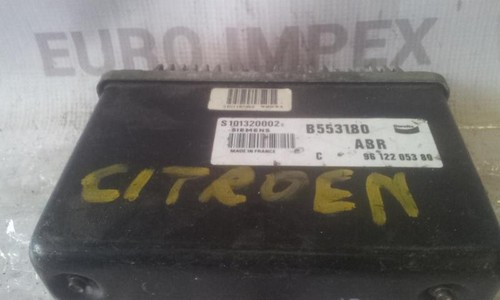 EURO IMPEX
S101320002
SIEMENS
MADE IN FRANCE
B553180
ABR
C 96 122 053 80
CITROEN